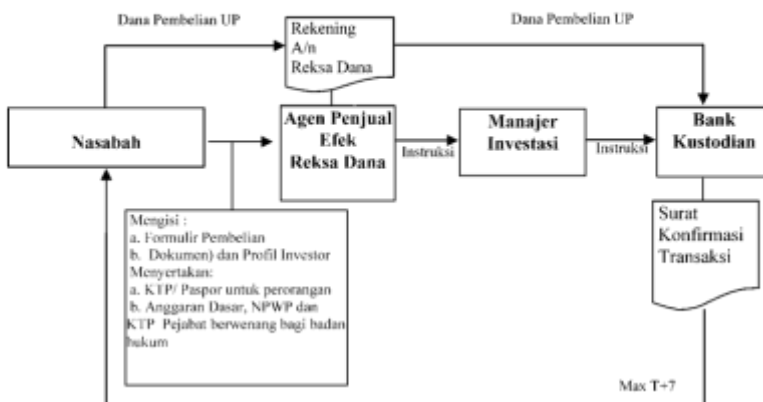 Dana Pembelian UP
Rekening
A/n
Reksa Dana
Dana Pembelian UP
Nasabah
Agen Penjual
Efek
Reksa Dana
Instruksi
Manajer
Investasi
Instruksi
Bank
Kustodian
Mengisi :
a. Formulir Pembelian
b. Dokumen) dan Profil Investor
Menyertakan:
a. KTP/ Paspor untuk perorangan
b. Anggaran Dasar, NPWP dan
KTP Pejabat berwenang bagi badan
hukum
Surat
Konfirmasi
Transaksi
Max T+7